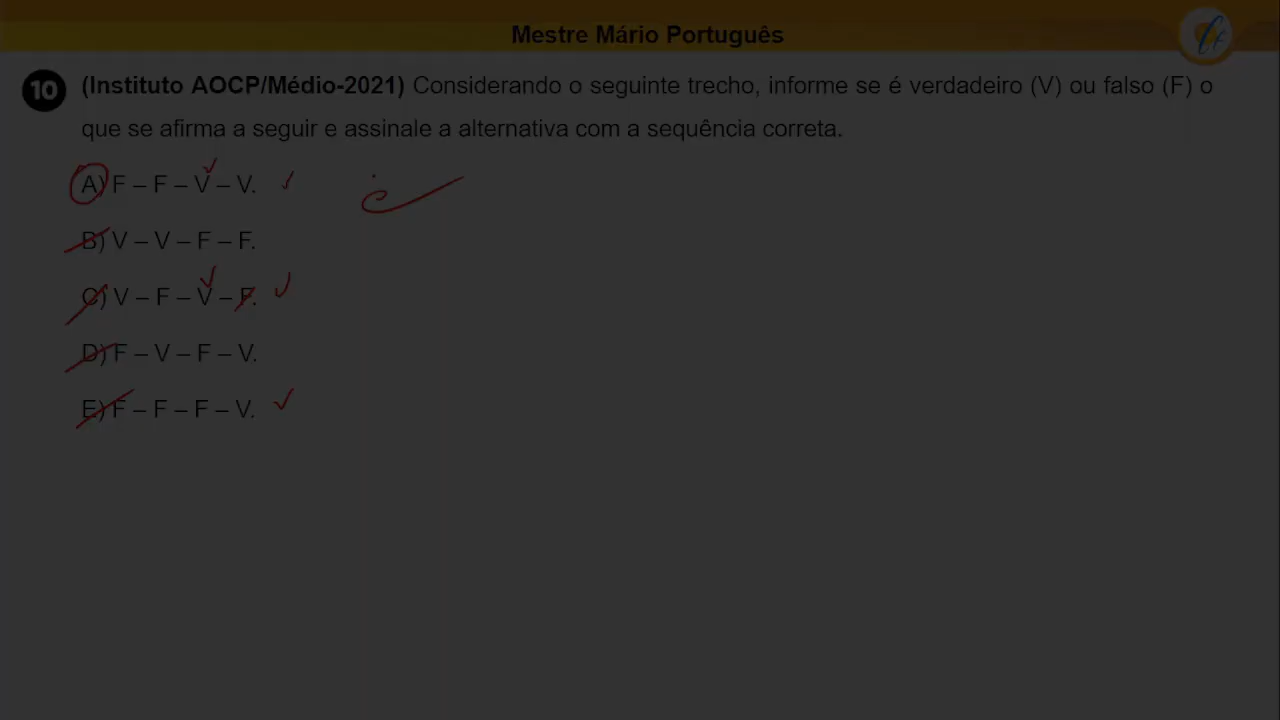 Mestre Mário Português
10 (Instituto AOCP/Médio-2021) Considerando o seguinte trecho, informe se é verdadeiro (V) ou falso (F) o
que se afirma a seguir e assinale a alternativa com a sequência correta.
A) F – F – V – V.
B) V – V – F – F.
C) V – F – V – F.
D) F – V – F – V.
E) F – F – F – V.